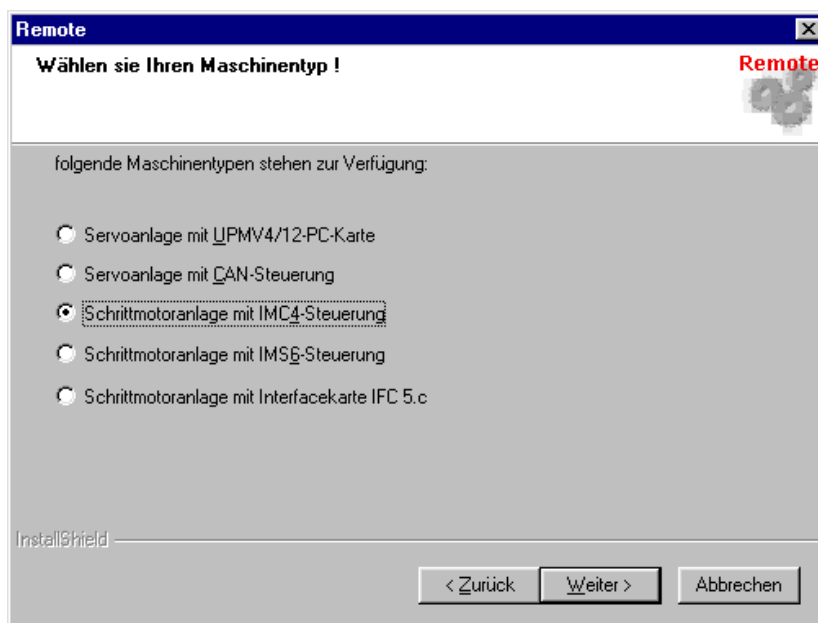 Remote
Wählen sie Ihren Maschinentyp !
Remote
folgende Maschinentypen stehen zur Verfügung:
Servoanlage mit UPMV4/12-PC-Karte
Servoanlage mit CAN-Steuerung
Schrittmotoranlage mit IMC4-Steuerung
Schrittmotoranlage mit IMS6-Steuerung
Schrittmotoranlage mit Interfacekarte IFC 5.c
InstallShield
< Zurück Weiter > Abbrechen